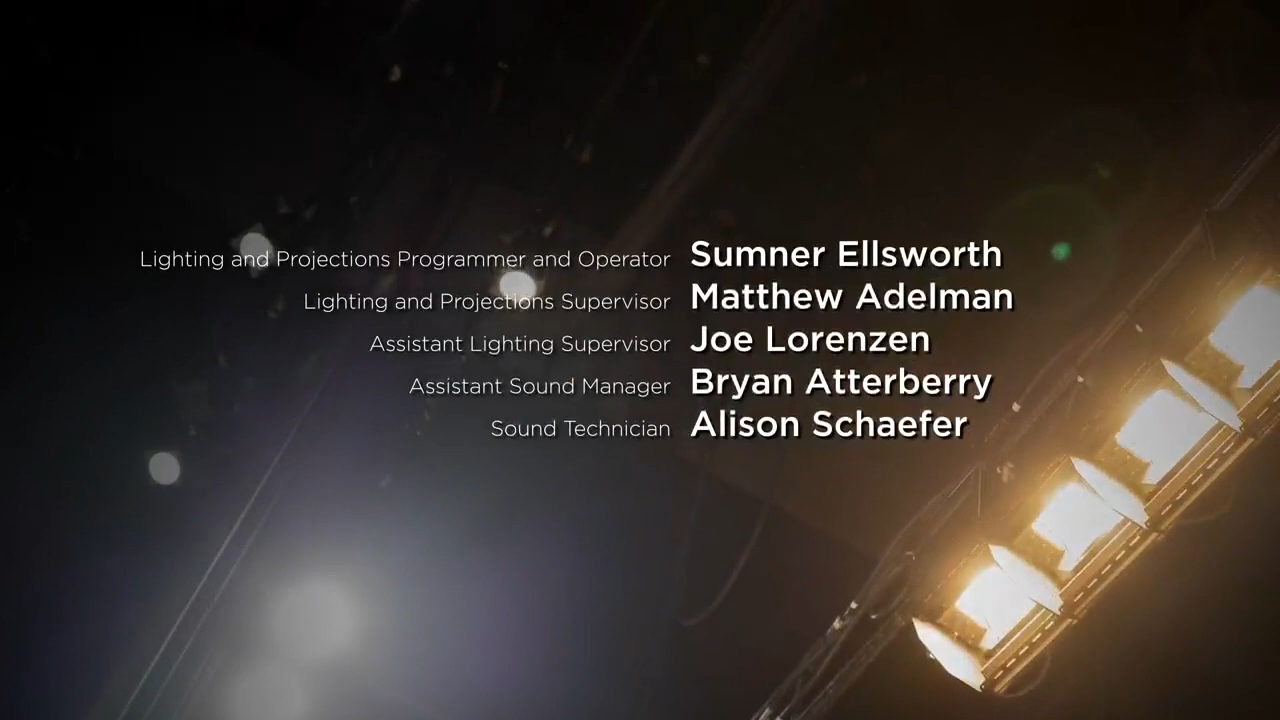 Lighting and Projections Programmer and Operator Sumner Ellsworth
Lighting and Projections Supervisor Matthew Adelman
Assistant Lighting Supervisor Joe Lorenzen
Assistant Sound Manager Bryan Atterberry
Sound Technician Alison Schaefer